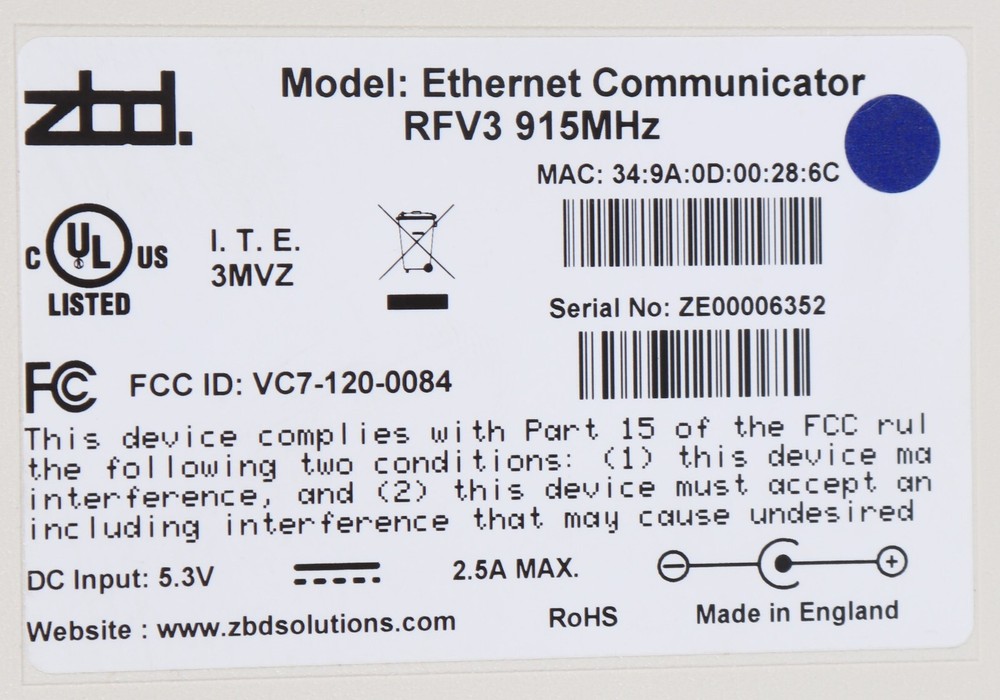 zbd.
Model: Ethernet Communicator
RFV3 915MHz
MAC: 34:9A:0D:00:28:6C
C UL US
LISTED
I. T. E.
3MVZ
Serial No: ZE00006352
FC FCC ID: VC7-120-0084
This device complies with Part 15 of the FCC rul
the following two conditions: (1) this device ma
interference, and (2) this device must accept an
including interference that may cause undesired
DC Input: 5.3V 2.5A MAX.
Website : www.zbdsolutions.com RoHS Made in England